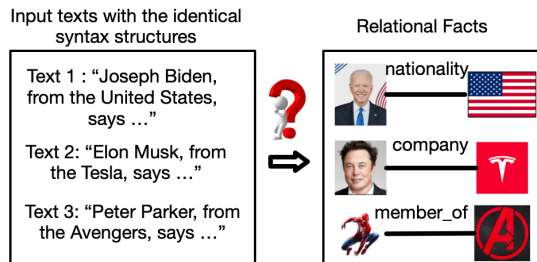 Input texts with the identical
syntax structures
Text 1 : “Joseph Biden,
from the United States,
says …”
Text 2: “Elon Musk, from
the Tesla, says …”
Text 3: “Peter Parker, from
the Avengers, says …”
Relational Facts
nationality
company
member_of